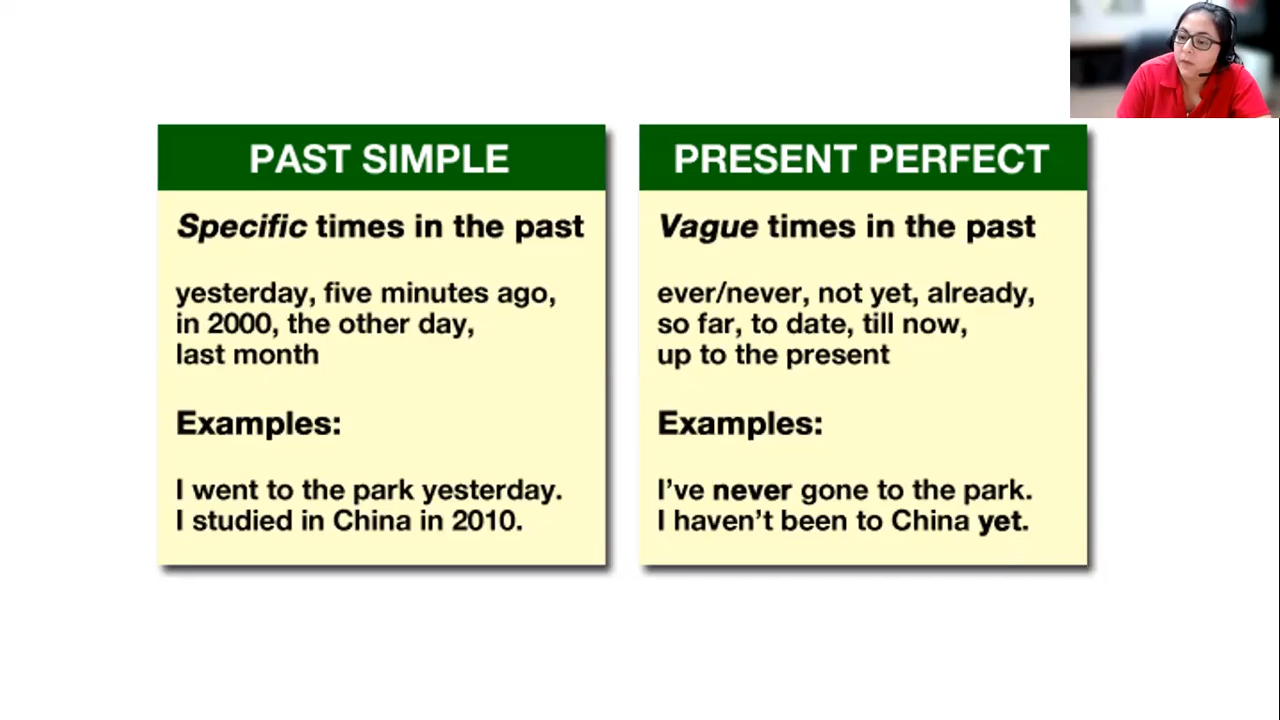 PAST SIMPLE
Specific times in the past
yesterday, five minutes ago,
in 2000, the other day,
last month
Examples:
I went to the park yesterday.
I studied in China in 2010.
PRESENT PERFECT
Vague times in the past
ever/never, not yet, already,
so far, to date, till now,
up to the present
Examples:
I’ve never gone to the park.
I haven’t been to China yet.